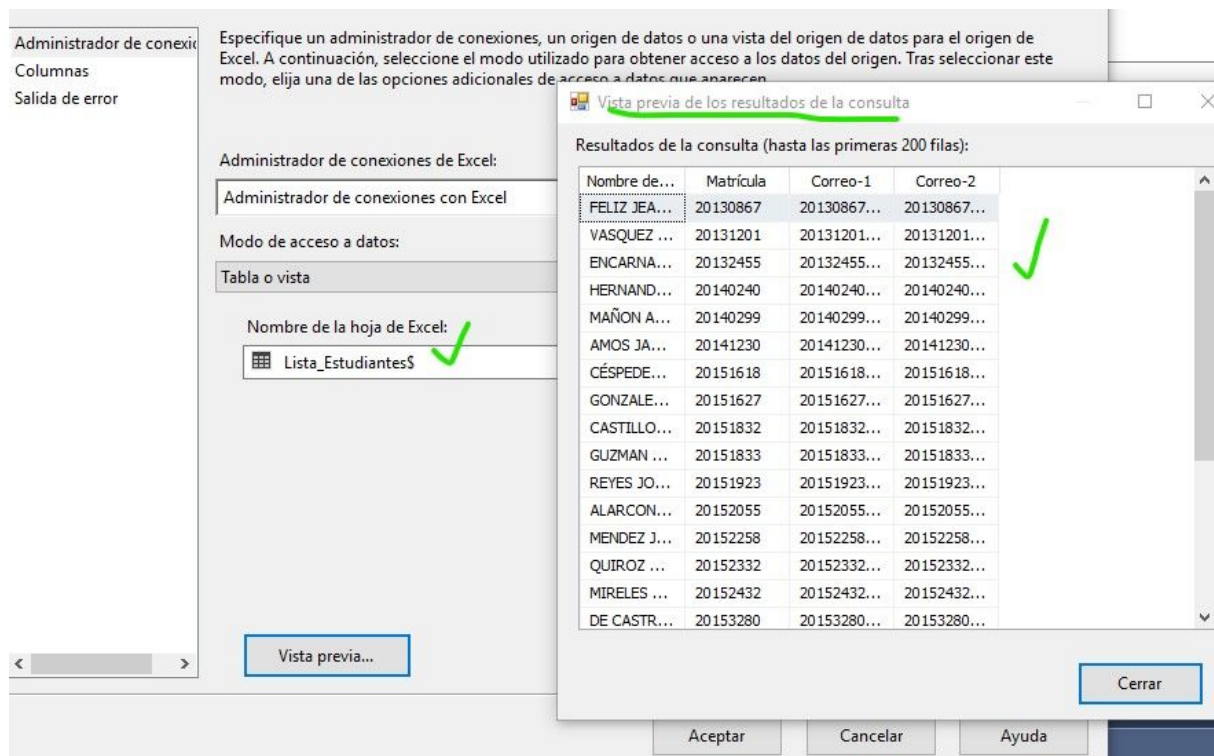 Administrador de conexic
Columnas
Salida de error
Especifique un administrador de conexiones, un origen de datos o una vista del origen de datos para el origen de
Excel. A continuación, seleccione el modo utilizado para obtener acceso a los datos del origen. Tras seleccionar este
modo, elija una de las opciones adicionales de acceso a datos que aparecen
Administrador de conexiones de Excel:
Administrador de conexiones con Excel
Modo de acceso a datos:
Tabla o vista
Nombre de la hoja de Excel:
Lista_Estudiantes$
Vista previa...
Vista previa de los resultados de la consulta
Resultados de la consulta (hasta las primeras 200 filas):
Nombre de... Matrícula Correo-1 Correo-2
FELIZ JEA... 20130867 20130867... 20130867...
VASQUEZ ... 20131201 20131201... 20131201...
ENCARNA... 20132455 20132455... 20132455...
HERNAND... 20140240 20140240... 20140240...
MAÑON A... 20140299 20140299... 20140299...
AMOS JA... 20141230 20141230... 20141230...
CÉSPEDE... 20151618 20151618... 20151618...
GONZALE... 20151627 20151627... 20151627...
CASTILLO... 20151832 20151832... 20151832...
GUZMAN ... 20151833 20151833... 20151833...
REYES JO... 20151923 20151923... 20151923...
ALARCON... 20152055 20152055... 20152055...
MENDEZ J... 20152258 20152258... 20152258...
QUIROZ ... 20152332 20152332... 20152332...
MIRELES ... 20152432 20152432... 20152432...
DE CASTR... 20153280 20153280... 20153280...
Cerrar
Aceptar Cancelar Ayuda